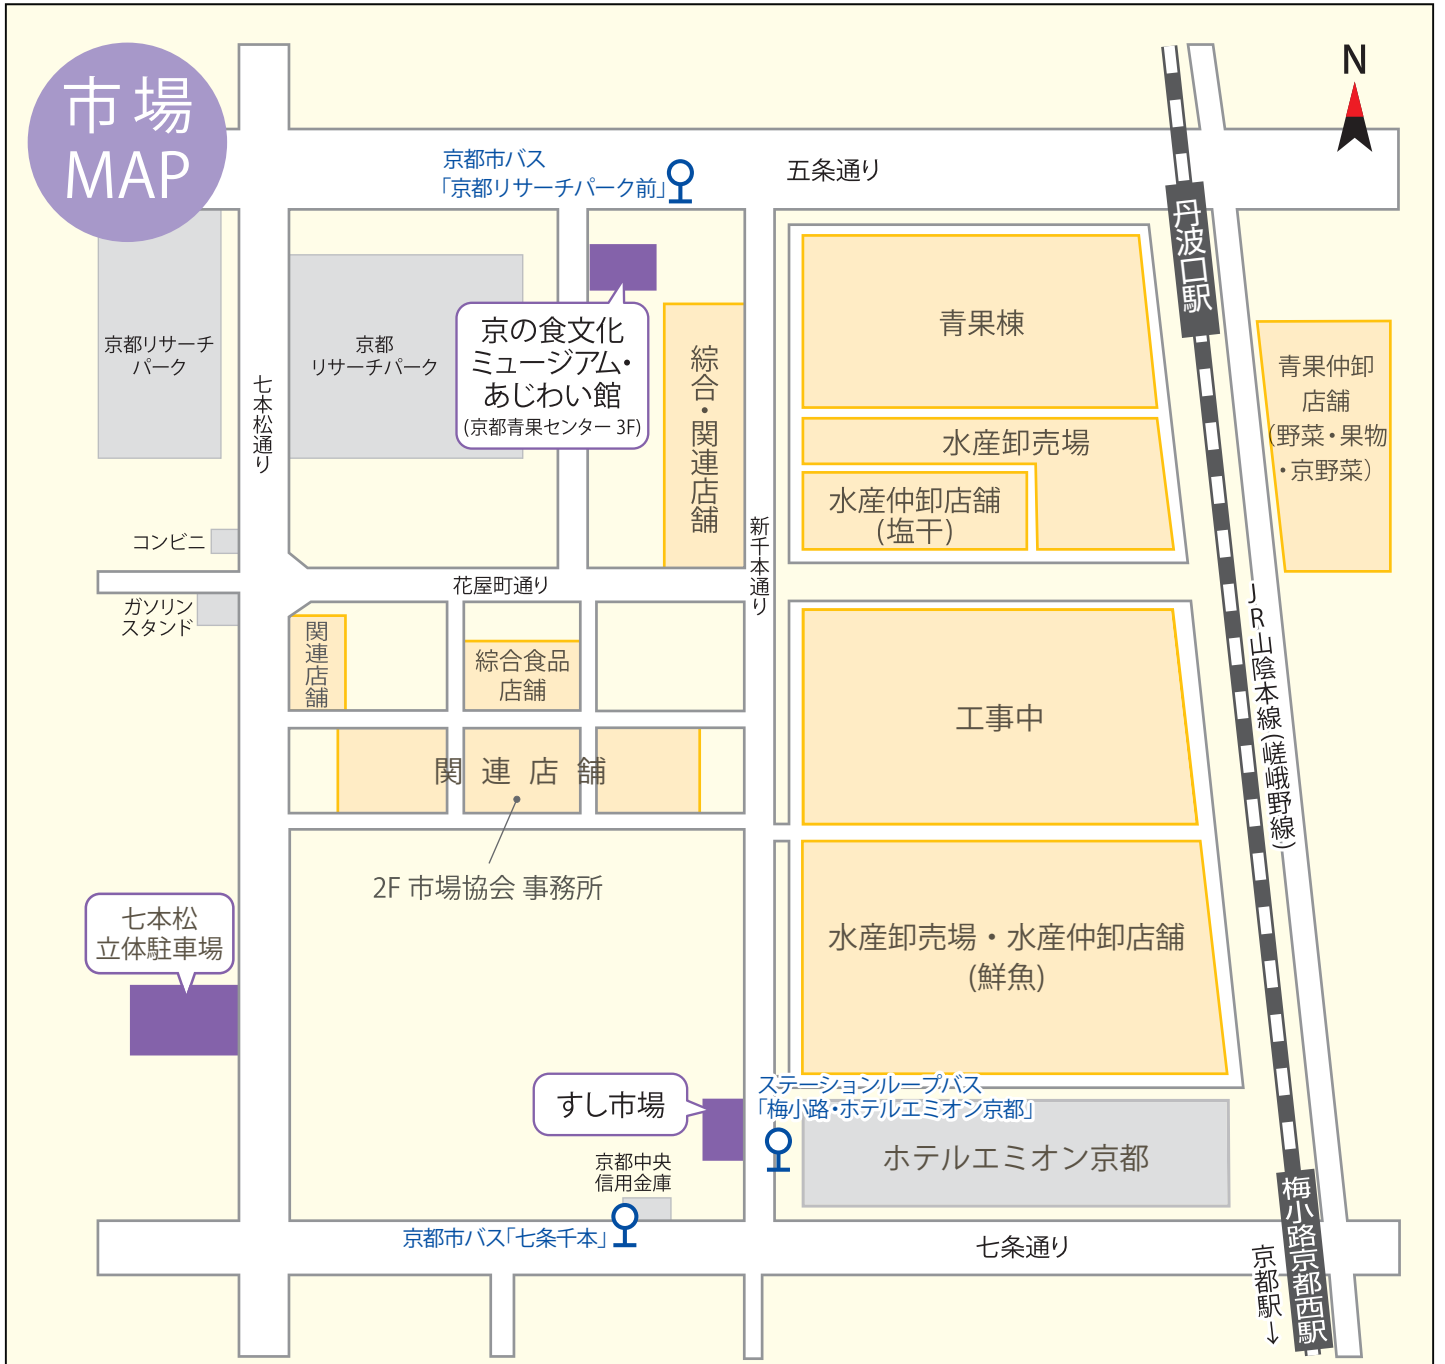 市場
MAP
N
京都市バス
「京都リサーチパーク前」
五条通り
丹波口駅
京都リサーチ
パーク
京都
リサーチパーク
七本松通り
京の食文化
ミュージアム・
あじわい館
(京都青果センター 3F)
綜合・関連店舗
青果棟
水産卸売場
水産仲卸店舗
(塩干)
青果仲卸
店舗
(野菜・果物
・京野菜)
新千本通り
コンビニ
花屋町通り
ガソリン
スタンド
関連店舗
綜合食品
店舗
工事中
JR山陰本線(嵯峨野線)
関連店舗
2F 市場協会 事務所
七本松
立体駐車場
水産卸売場・水産仲卸店舗
(鮮魚)
すし市場
ステーションループバス
「梅小路・ホテルエミオン京都」
ホテルエミオン京都
京都中央
信用金庫
京都市バス「七条千本」
七条通り
梅小路京都西駅
京都駅→